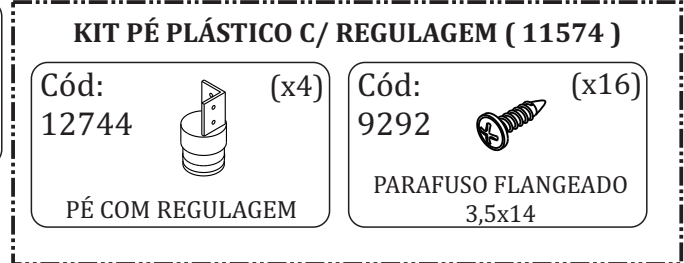 KIT PÉ PLÁSTICO C/ REGULAGEM ( 11574 )
Cód: (x4)
12744
PÉ COM REGULAGEM
Cód: (x16)
9292
PARAFUSO FLANGEADO
3,5x14